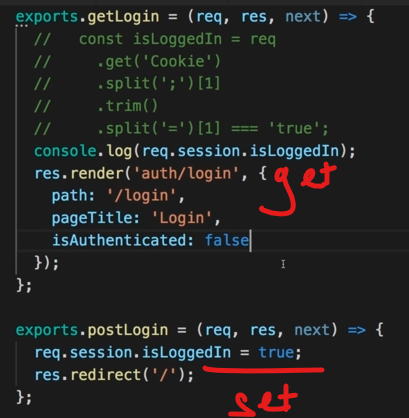 exports.getLogin = (req, res, next) => {
//   const isLoggedIn = req
//     .get('Cookie')
//     .split(';')[1]
//     .trim()
//     .split('=')[1] === 'true';
console.log(req.session.isLoggedIn);
res.render('auth/login', {
get
path: '/login',
pageTitle: 'Login',
isAuthenticated: false
});
};
exports.postLogin = (req, res, next) => {
req.session.isLoggedIn = true;
res.redirect('/');
set
};